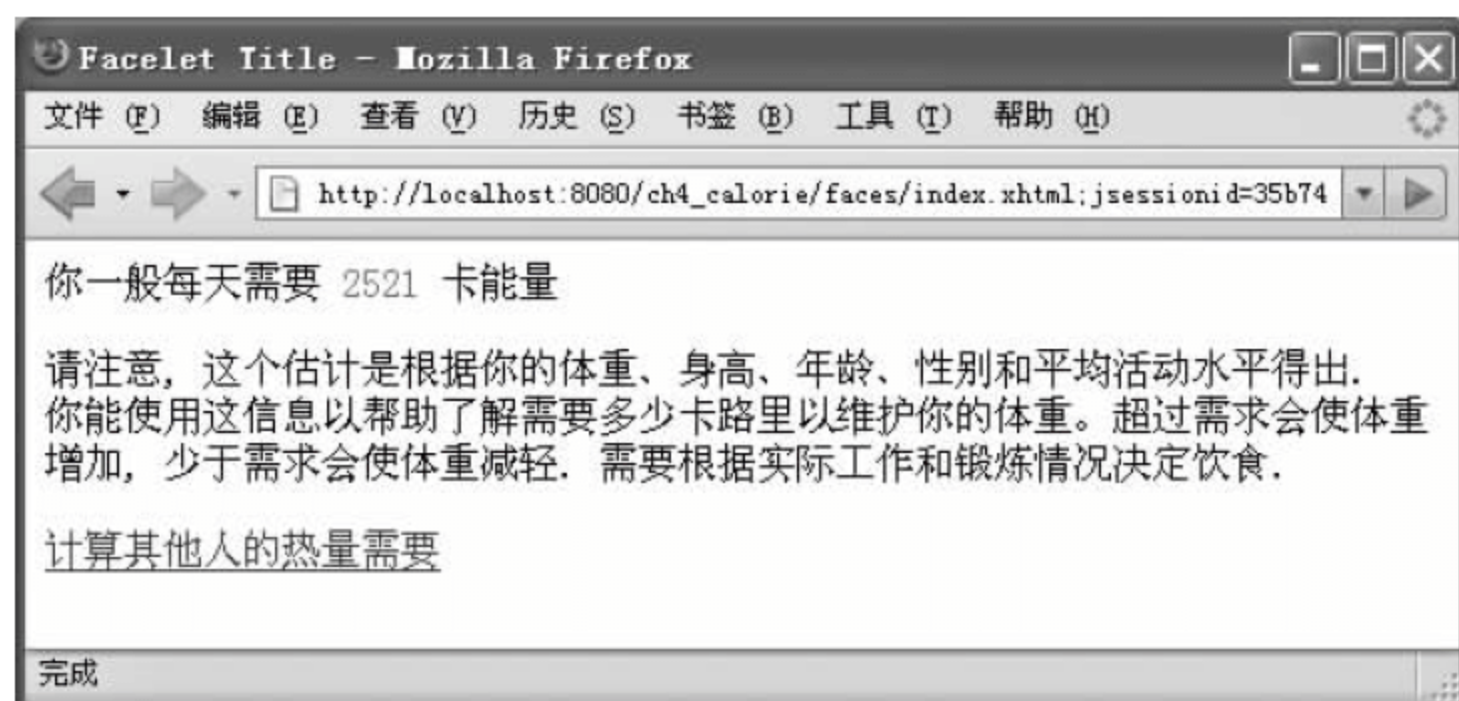 Facelet Title - Mozilla Firefox
文件 (F) 编辑 (E) 查看 (V) 历史 (S) 书签 (B) 工具 (T) 帮助 (H)
http://localhost:8080/ch4_calorie/faces/index.xhtml;jsessionid=35b74
你一般每天需要 2521 卡能量
请注意, 这个估计是根据你的体重、身高、年龄、性别和平均活动水平得出.
你能使用这信息以帮助了解需要多少卡路里以维护你的体重。超过需求会使体重
增加, 少于需求会使体重减轻. 需要根据实际工作和锻炼情况决定饮食.
计算其他人的热量需要
完成